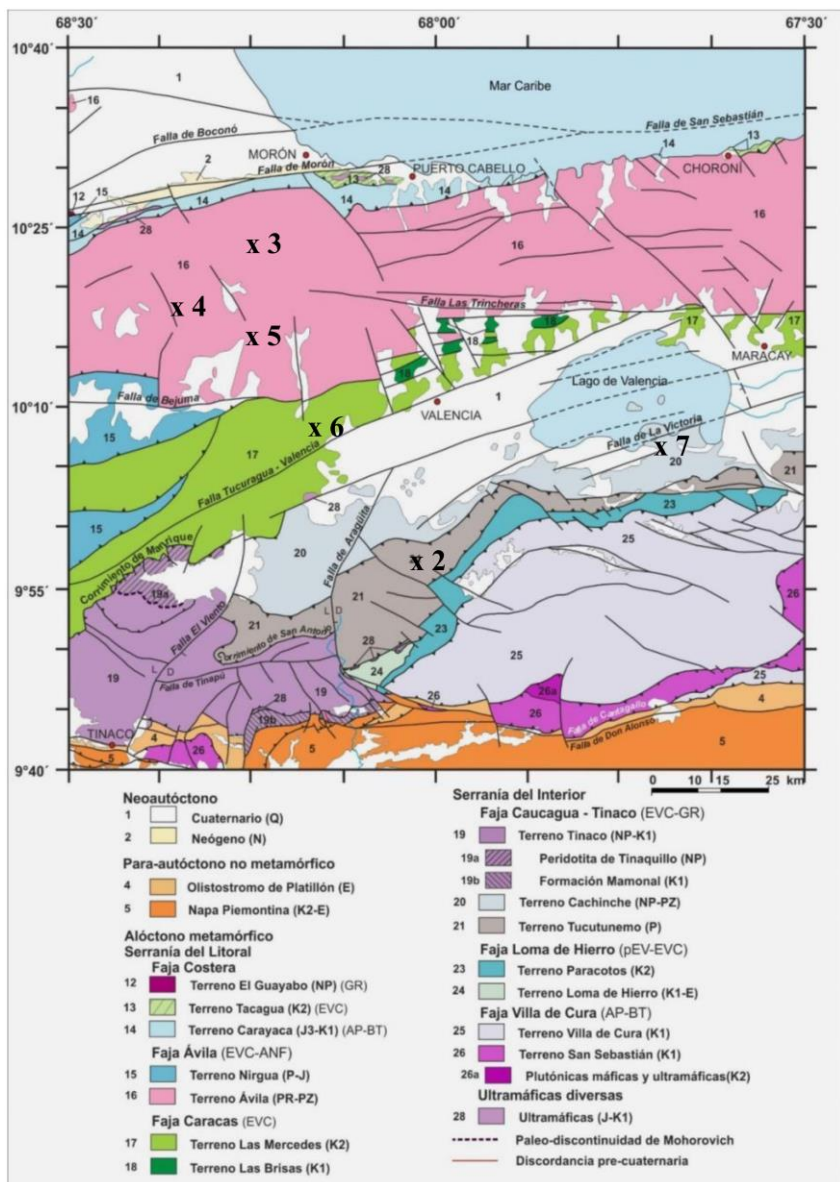 68°30´ 68°00´ 67°30´
10°40´
1
Mar Caribe
16
Falla de San Sebastián
Falla de Boconó
MORÓN
14
13
2
Falla de Morón
28
PUERTO CABELLO
CHORONÍ
12
15
13
14
14
14
10°25´
14
28
x 3
16
16
16
x 4
Falla Las Trincheras
17
17
x 5
18
MARACAY
18
Lago de Valencia
10°10´
Falla de Bejuma
1
VALENCIA
x 6
Falla de La Victoria
x 7
15
17
20
Falla Tucuragua - Valencia
21
28
23
15
20
Falla de Aragüita
25
Corrimiento de Manrique
x 2
9°55´
19a
21
26
Falla El Viento
21
L D
23
Corrimiento de San Antonio
28
24
25
19
L D
Falla de Tinapú
28
19
25
26
26a
4
19b
26
Falla de Cantagallo
TINACO
4
Falla de Don Alonso
5
26
5
5
9°40´
0 10 15 25
km
Neoautóctono
1 Cuaternario (Q)
2 Neógeno (N)
Para-autóctono no metamórfico
4 Olistostromo de Platillón (E)
5 Napa Piemontina (K2-E)
Alóctono metamórfico
Serranía del Litoral
Faja Costera
12 Terreno El Guayabo (NP) (GR)
13 Terreno Tacagua (K2) (EVC)
14 Terreno Carayaca (J3-K1) (AP-BT)
Faja Ávila (EVC-ANF)
15 Terreno Nirgua (P-J)
16 Terreno Ávila (PR-PZ)
Faja Caracas (EVC)
17 Terreno Las Mercedes (K2)
18 Terreno Las Brisas (K1)
Serranía del Interior
Faja Caucagua - Tinaco (EVC-GR)
19 Terreno Tinaco (NP-K1)
19a Peridotita de Tinaquillo (NP)
19b Formación Mamonal (K1)
20 Terreno Cachinche (NP-PZ)
21 Terreno Tucutunemo (P)
Faja Loma de Hierro (pEV-EVC)
23 Terreno Paracotos (K2)
24 Terreno Loma de Hierro (K1-E)
Faja Villa de Cura (AP-BT)
25 Terreno Villa de Cura (K1)
26 Terreno San Sebastián (K1)
26a Plutónicas máficas y ultramáficas(K2)
Ultramáficas diversas
28 Ultramáficas (J-K1)
Paleo-discontinuidad de Mohorovich
Discordancia pre-cuaternaria